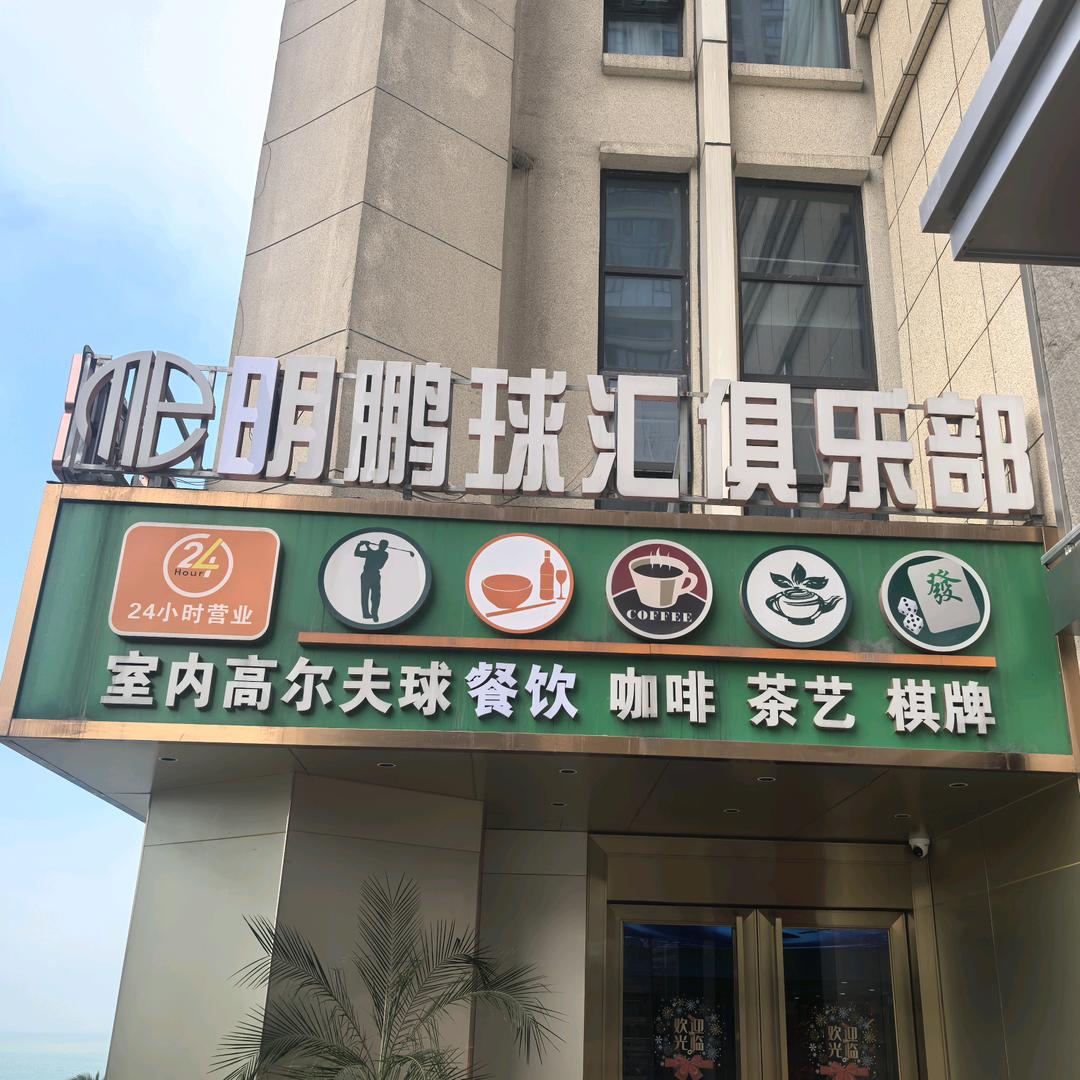 明鹏球汇俱乐部
24
Hour
24小时营业
COFFEE
發
室内高尔夫球 餐饮 咖啡 茶艺 棋牌
欢迎
光临
欢迎
光临